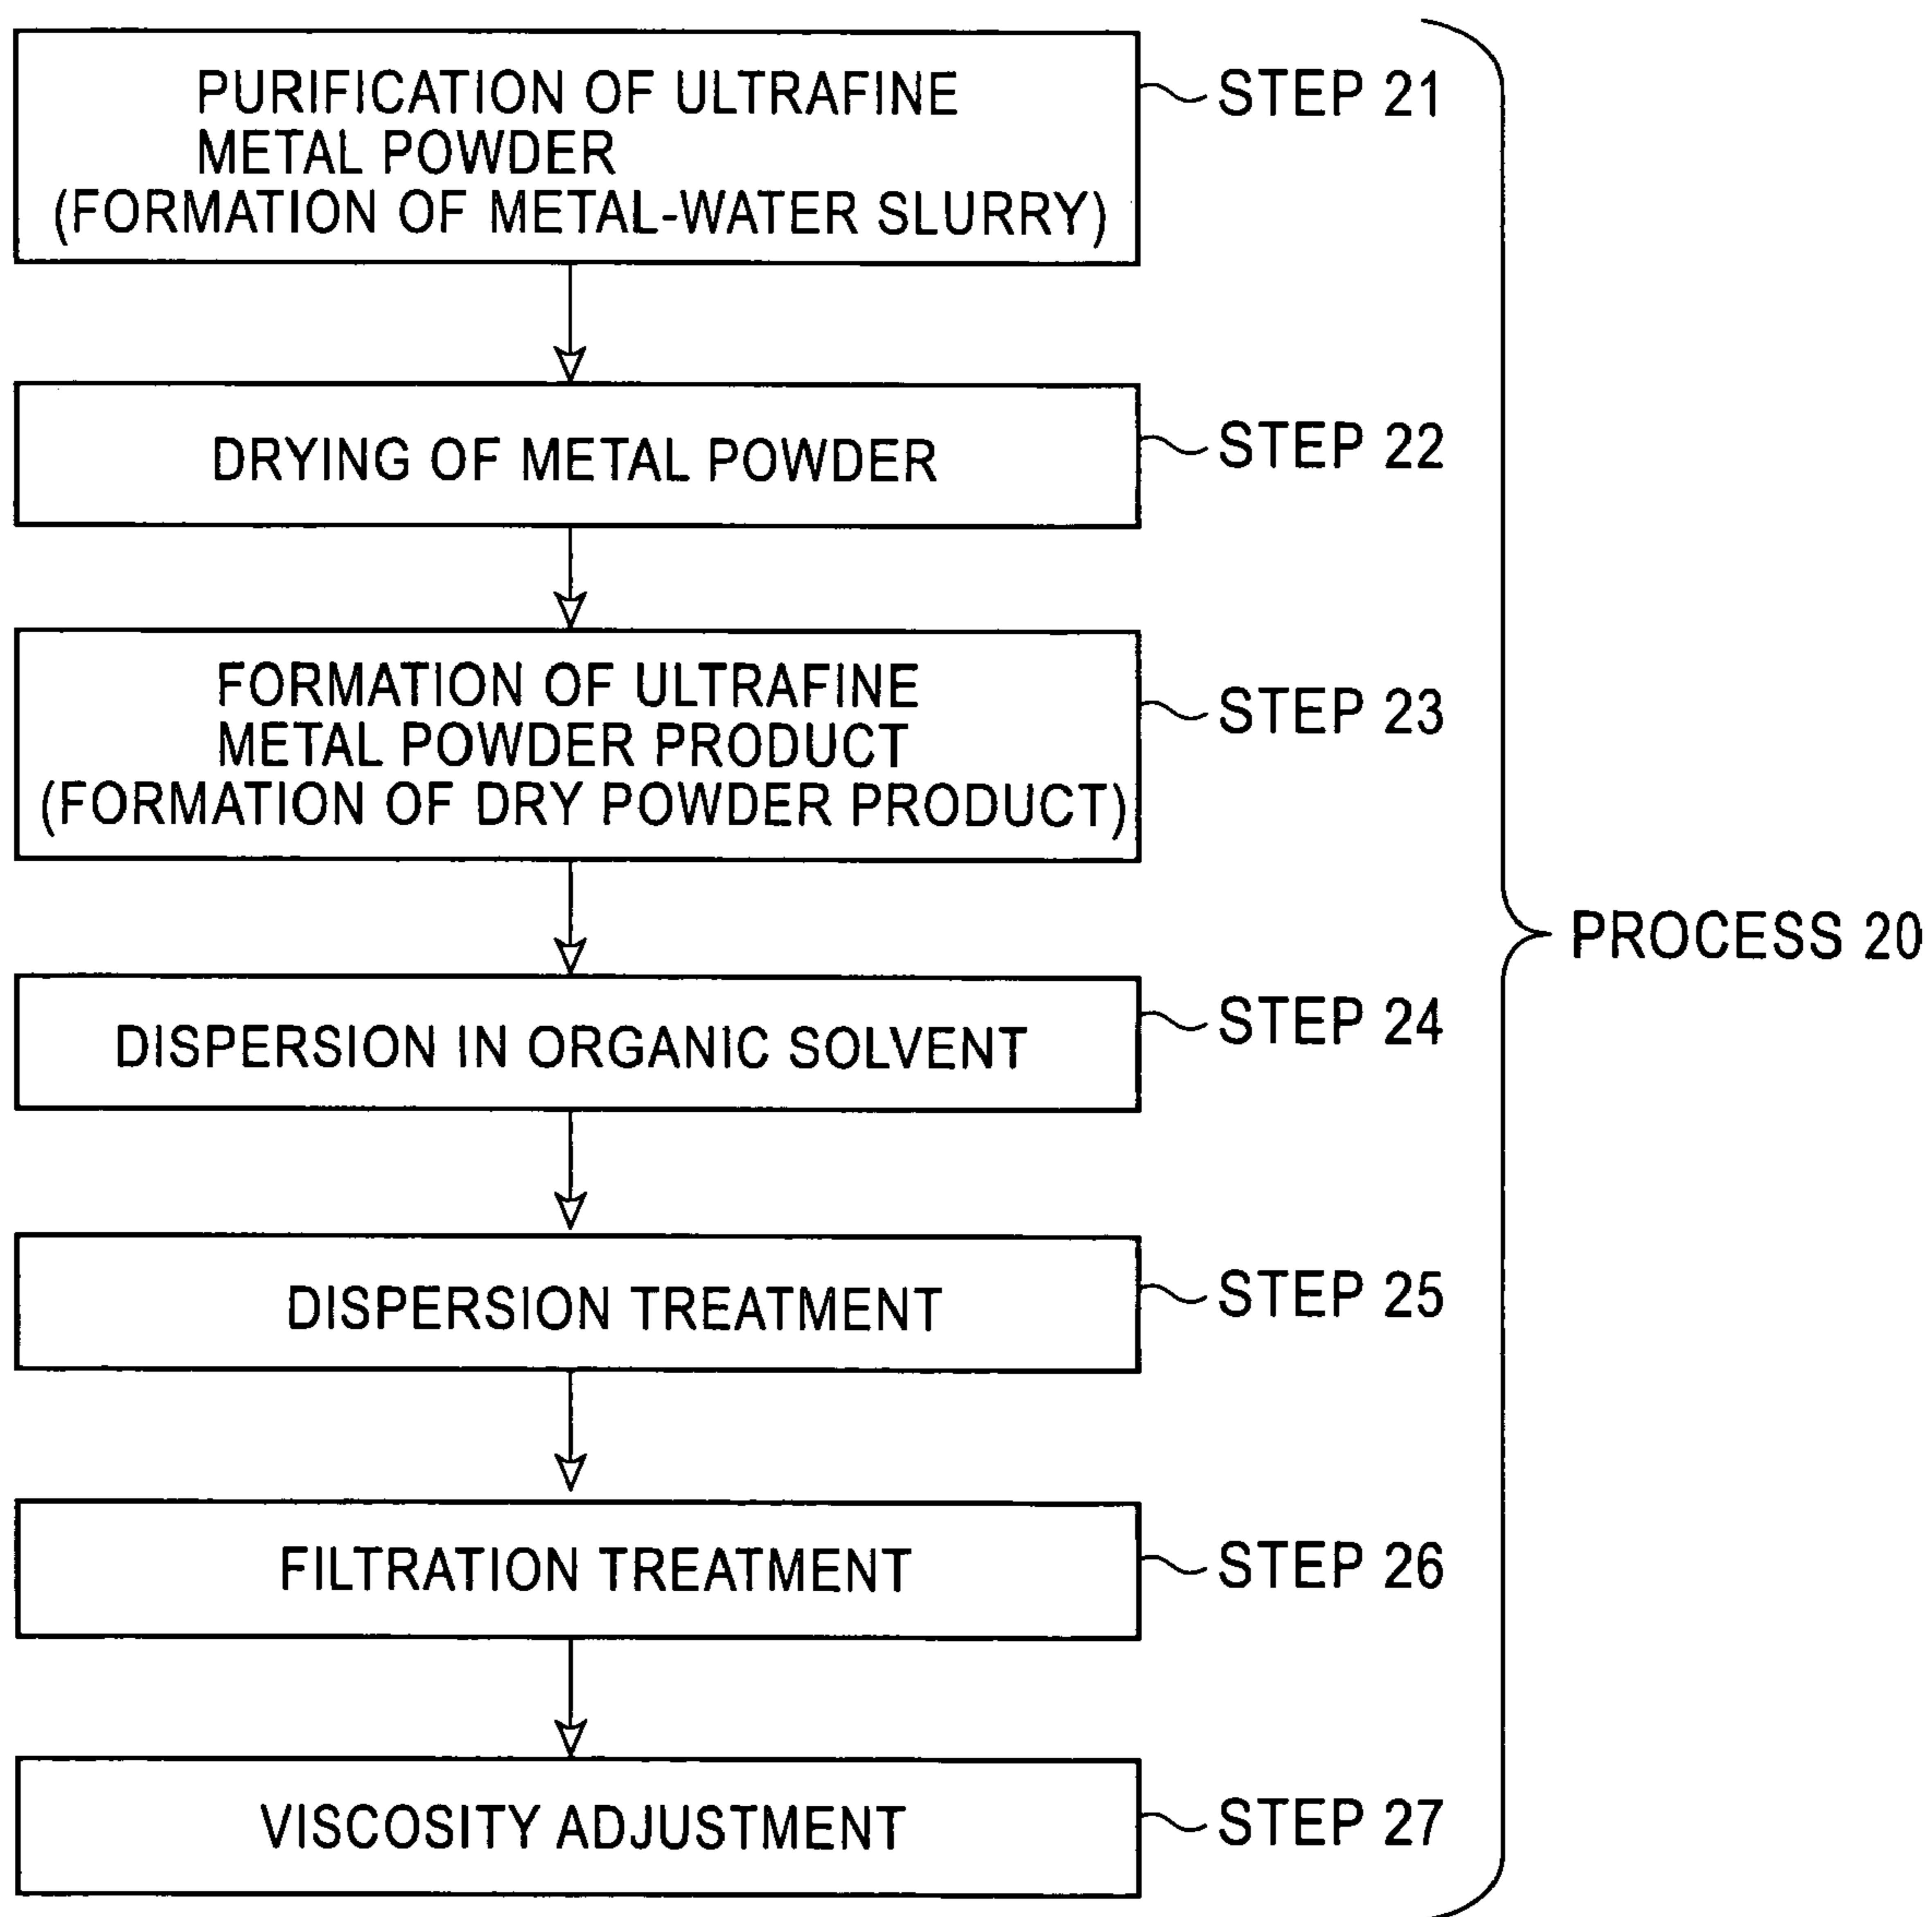 PURIFICATION OF ULTRAFINE
METAL POWDER
(FORMATION OF METAL-WATER SLURRY)
STEP 21
DRYING OF METAL POWDER
STEP 22
FORMATION OF ULTRAFINE
METAL POWDER PRODUCT
(FORMATION OF DRY POWDER PRODUCT)
STEP 23
PROCESS 20
DISPERSION IN ORGANIC SOLVENT
STEP 24
DISPERSION TREATMENT
STEP 25
FILTRATION TREATMENT
STEP 26
VISCOSITY ADJUSTMENT
STEP 27